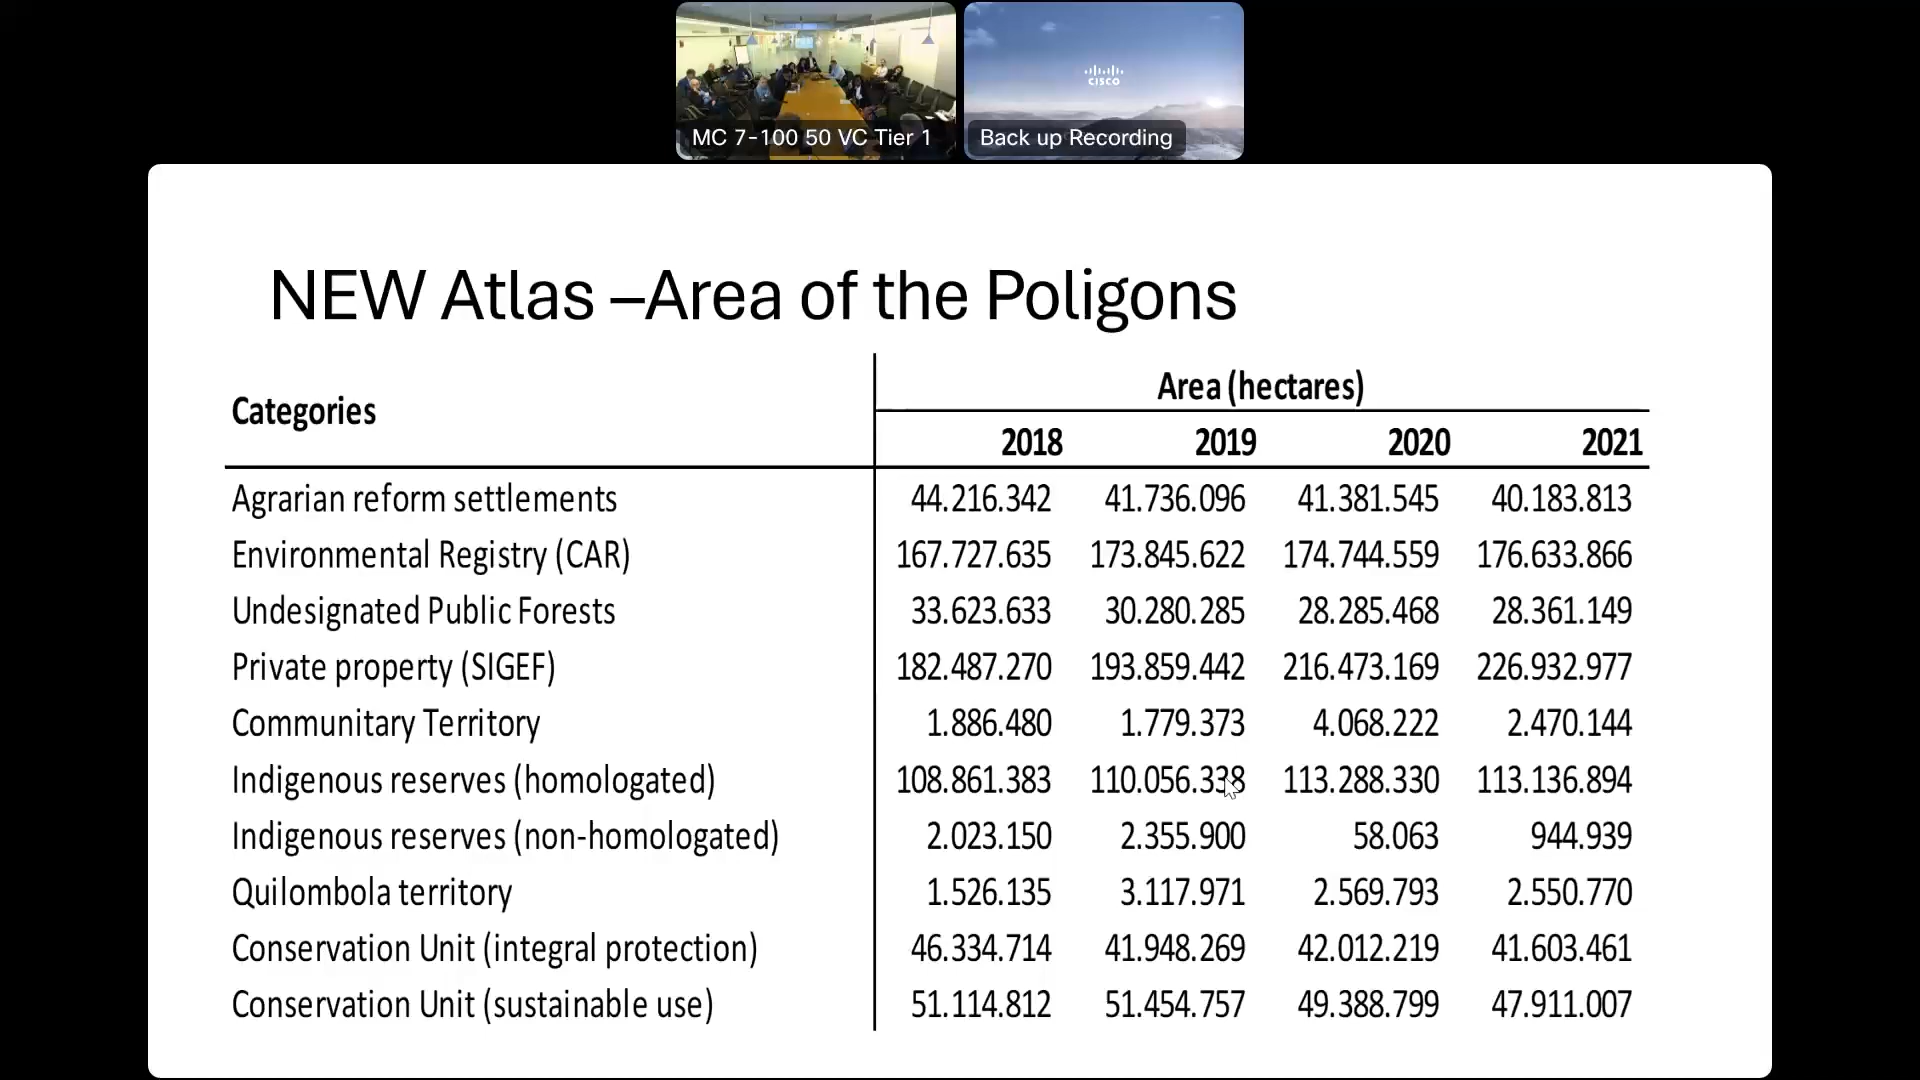 CISCO
MC 7-100 50 VC Tier 1
Back up Recording
NEW Atlas –Area of the Poligons
Categories
Area (hectares)
2018 2019 2020 2021
Agrarian reform settlements 44.216.342 41.736.096 41.381.545 40.183.813
Environmental Registry (CAR) 167.727.635 173.845.622 174.744.559 176.633.866
Undesignated Public Forests 33.623.633 30.280.285 28.285.468 28.361.149
Private property (SIGEF) 182.487.270 193.859.442 216.473.169 226.932.977
Communitary Territory 1.886.480 1.779.373 4.068.222 2.470.144
Indigenous reserves (homologated) 108.861.383 110.056.338 113.288.330 113.136.894
Indigenous reserves (non-homologated) 2.023.150 2.355.900 58.063 944.939
Quilombola territory 1.526.135 3.117.971 2.569.793 2.550.770
Conservation Unit (integral protection) 46.334.714 41.948.269 42.012.219 41.603.461
Conservation Unit (sustainable use) 51.114.812 51.454.757 49.388.799 47.911.007